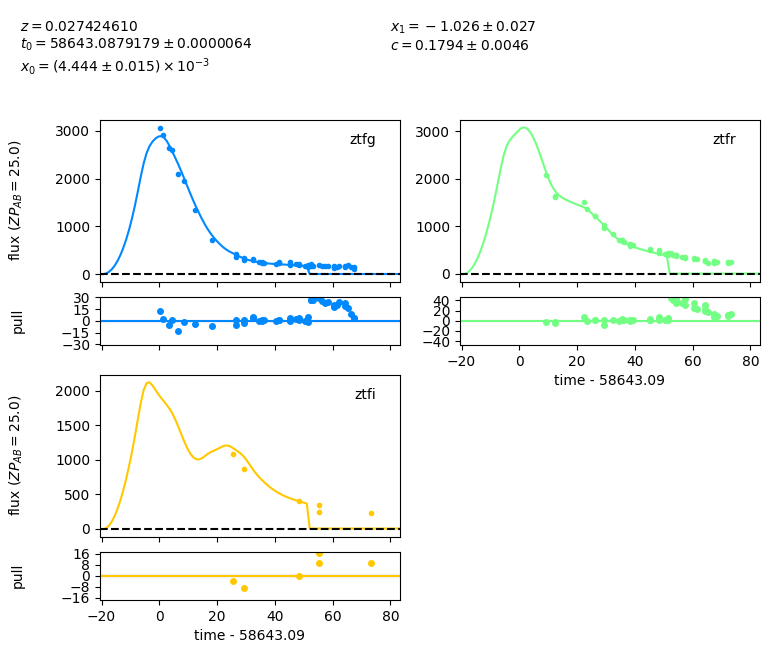 z = 0.027424610
t₀ = 58643.0879179 ± 0.0000064
x₀ = (4.444 ± 0.015) × 10⁻³
x₁ = −1.026 ± 0.027
c = 0.1794 ± 0.0046
flux (ZP_AB = 25.0)
3000
2000
1000
0
ztfg
3000
2000
1000
0
ztfr
pull
30
15
0
−15
−30
40
20
0
−20
−40
−20
0
20
40
60
80
time - 58643.09
flux (ZP_AB = 25.0)
2000
1500
1000
500
0
ztfi
pull
16
8
0
−8
−16
−20
0
20
40
60
80
time - 58643.09